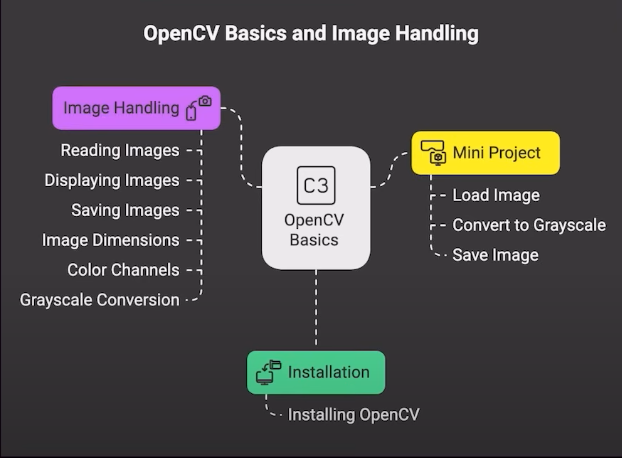 OpenCV Basics and Image Handling
Image Handling
Reading Images
Displaying Images
Saving Images
Image Dimensions
Color Channels
Grayscale Conversion
C3
OpenCV
Basics
Mini Project
Load Image
Convert to Grayscale
Save Image
Installation
Installing OpenCV